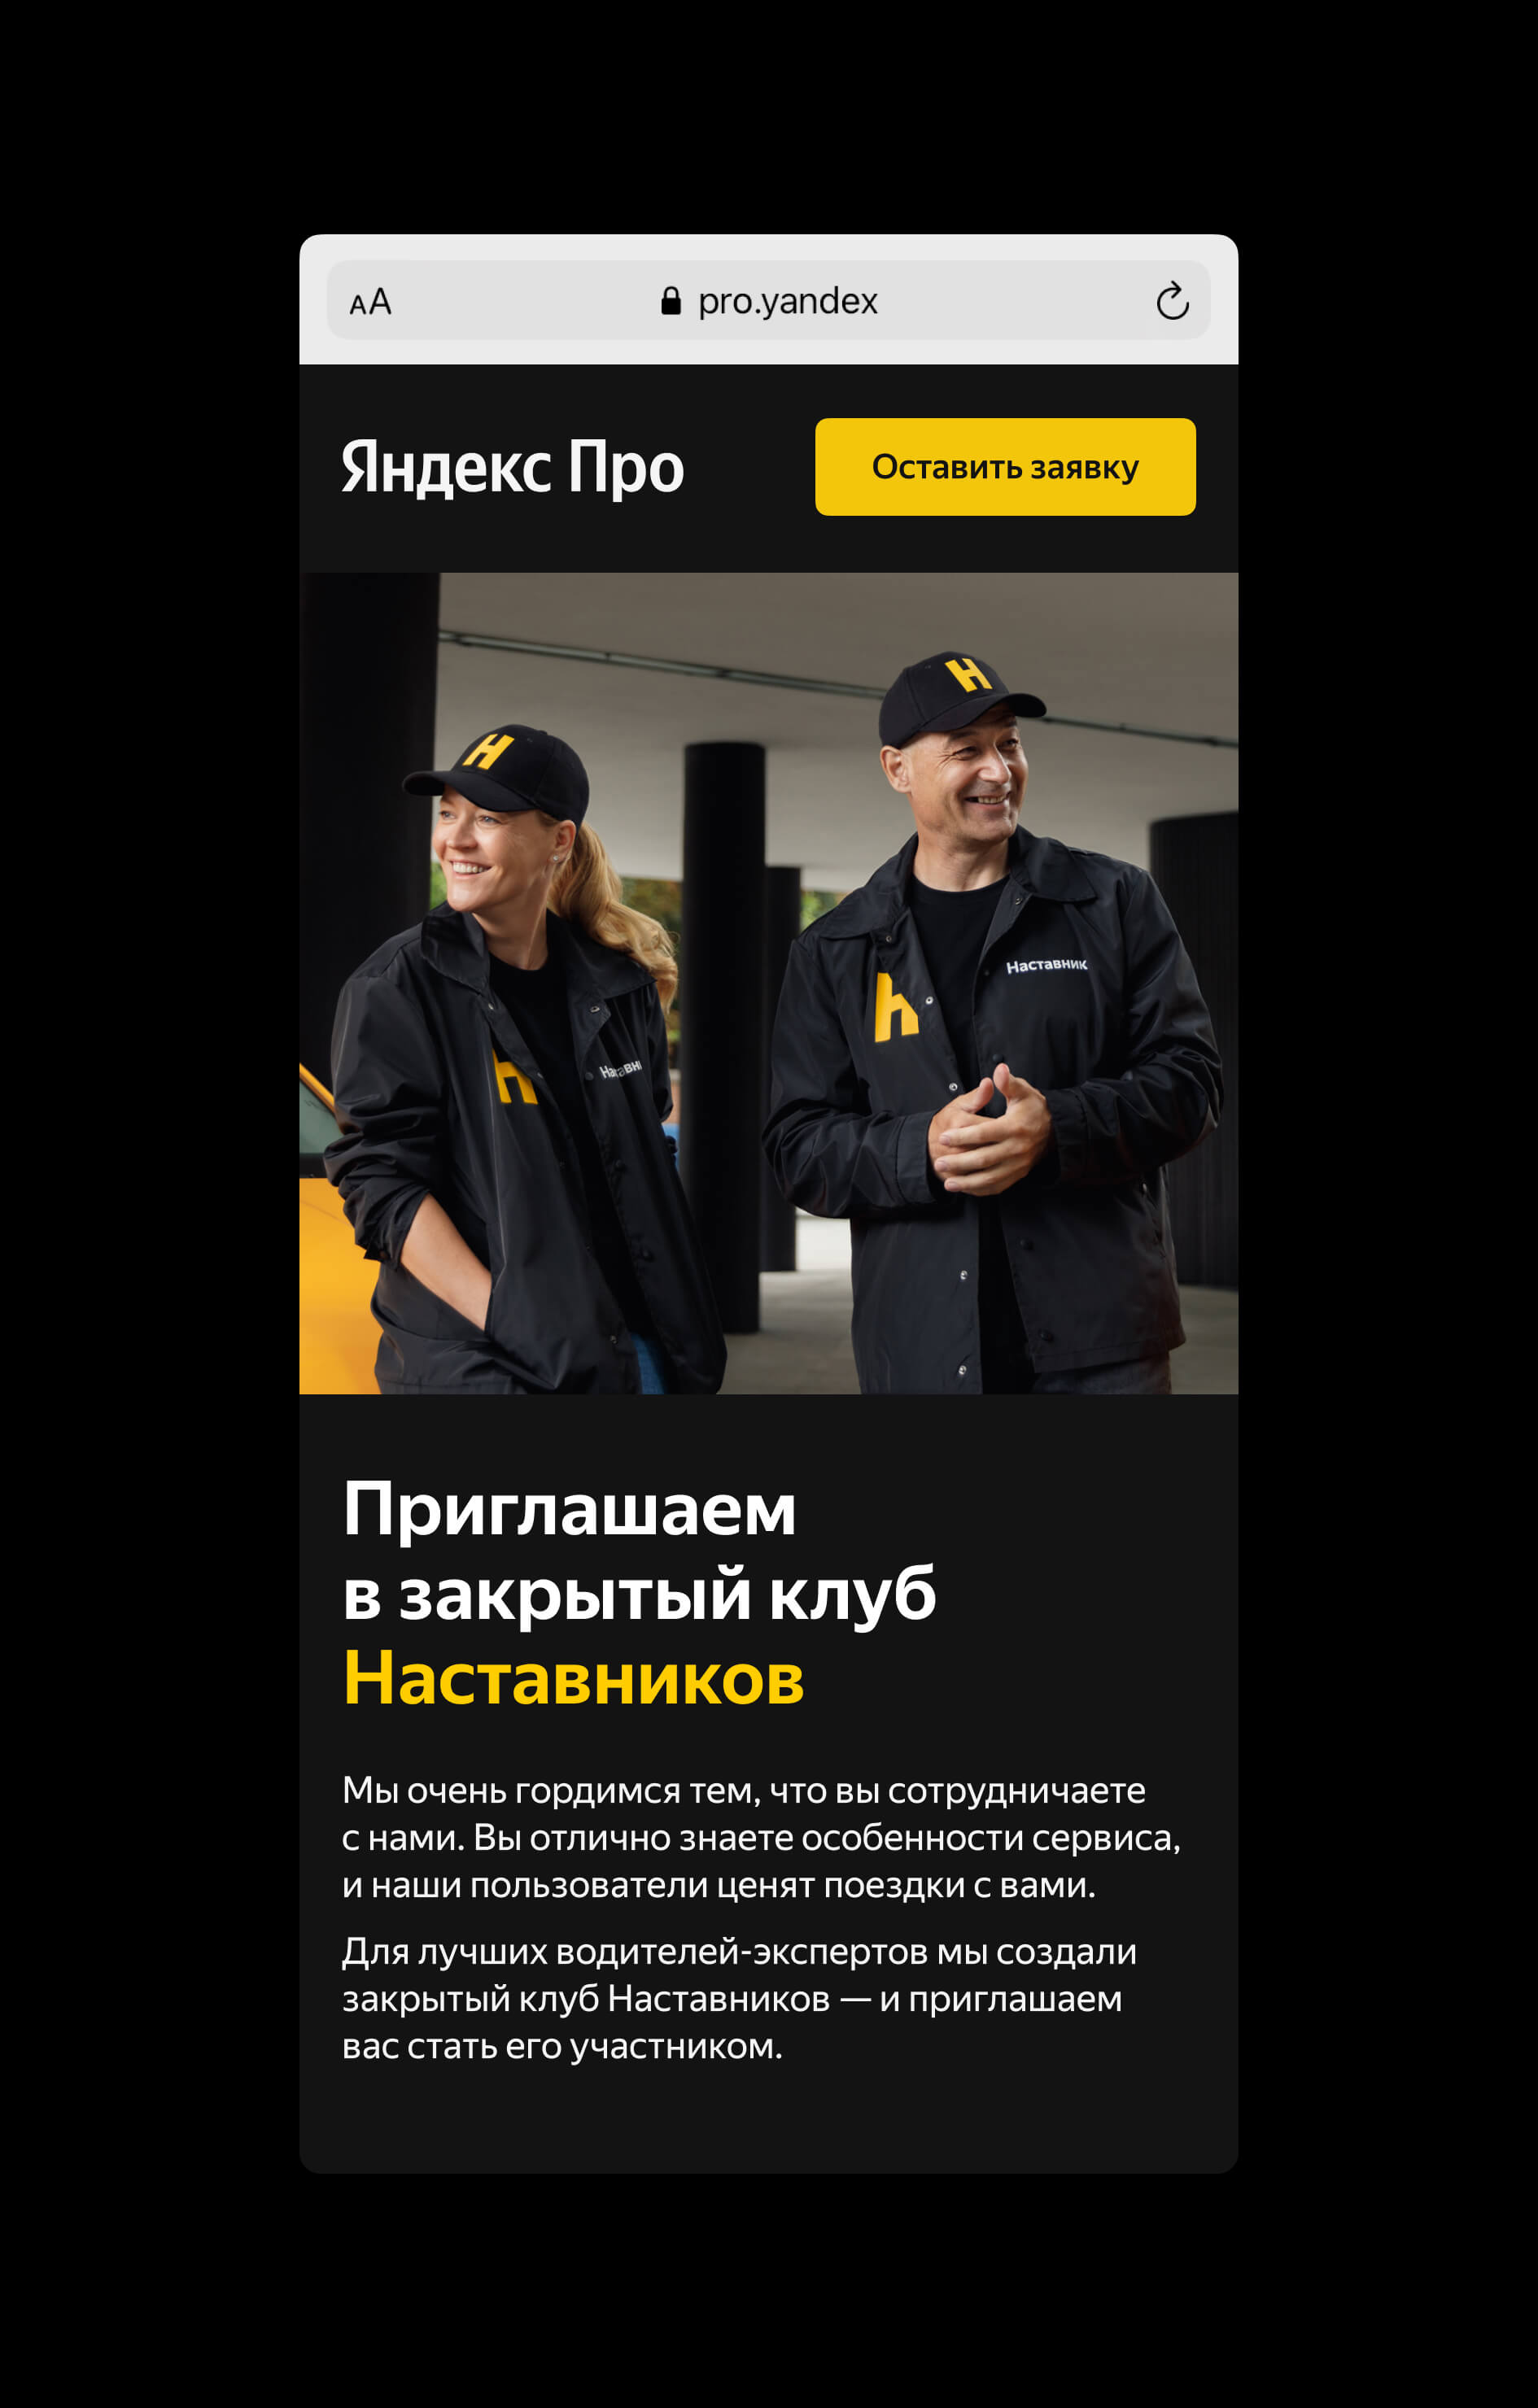 AA pro.yandex
Яндекс Про
Оставить заявку
Н
Н
Н
Наставник
Н
Приглашаем
в закрытый клуб
Наставников
Мы очень гордимся тем, что вы сотрудничаете
с нами. Вы отлично знаете особенности сервиса,
и наши пользователи ценят поездки с вами.
Для лучших водителей-экспертов мы создали
закрытый клуб Наставников — и приглашаем
вас стать его участником.